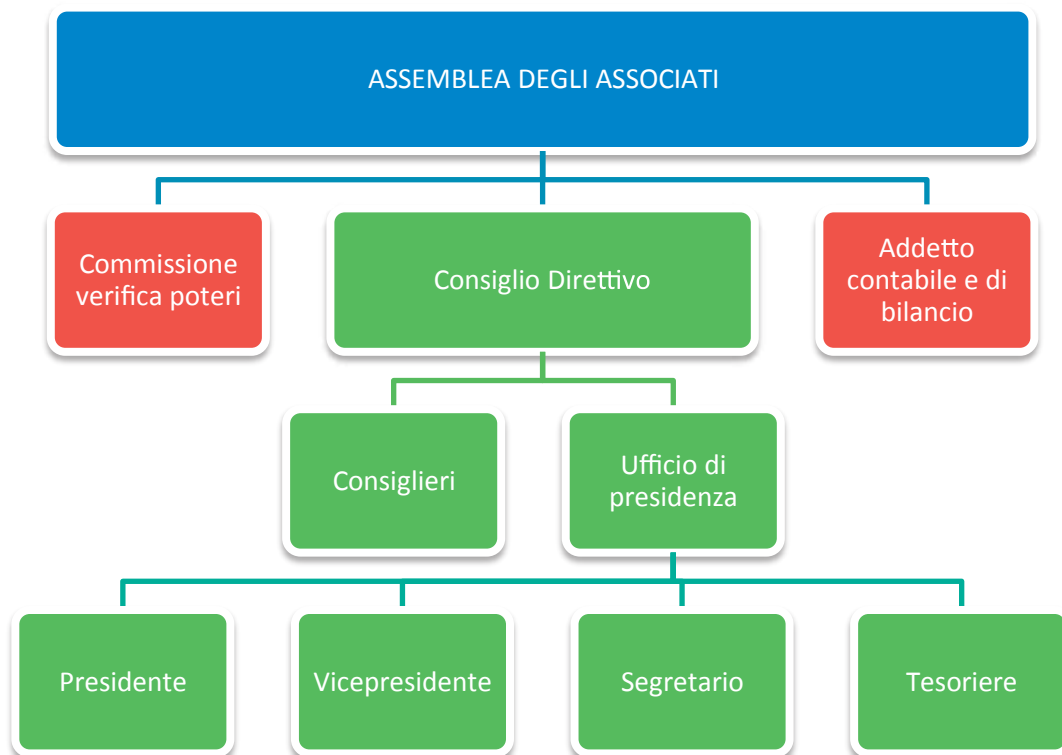 ASSEMBLEA DEGLI ASSOCIATI
Commissione
verifica poteri
Consiglio Direttivo
Addetto
contabile e di
bilancio
Consiglieri
Ufficio di
presidenza
Presidente
Vicepresidente
Segretario
Tesoriere